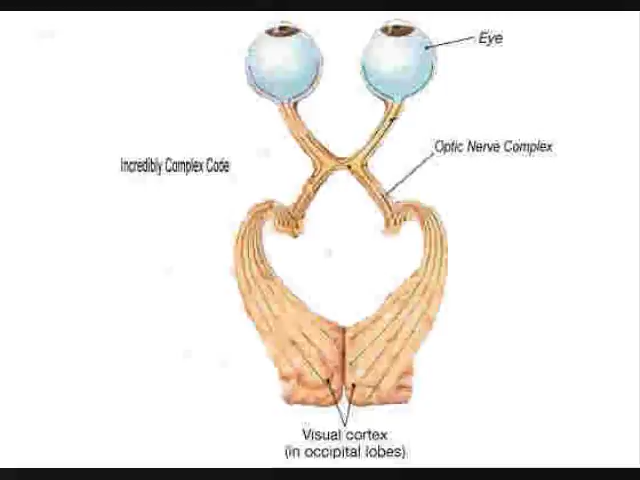 Eye
Optic Nerve Complex
Incredibly Complex Code
Visual cortex
(in occipital lobes)